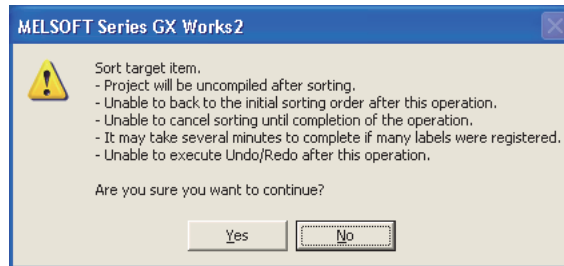 MELSOFT Series GX Works2
Sort target item.
- Project will be uncompiled after sorting.
- Unable to back to the initial sorting order after this operation.
- Unable to cancel sorting until completion of the operation.
- It may take several minutes to complete if many labels were registered.
- Unable to execute Undo/Redo after this operation.
Are you sure you want to continue?
Yes
No